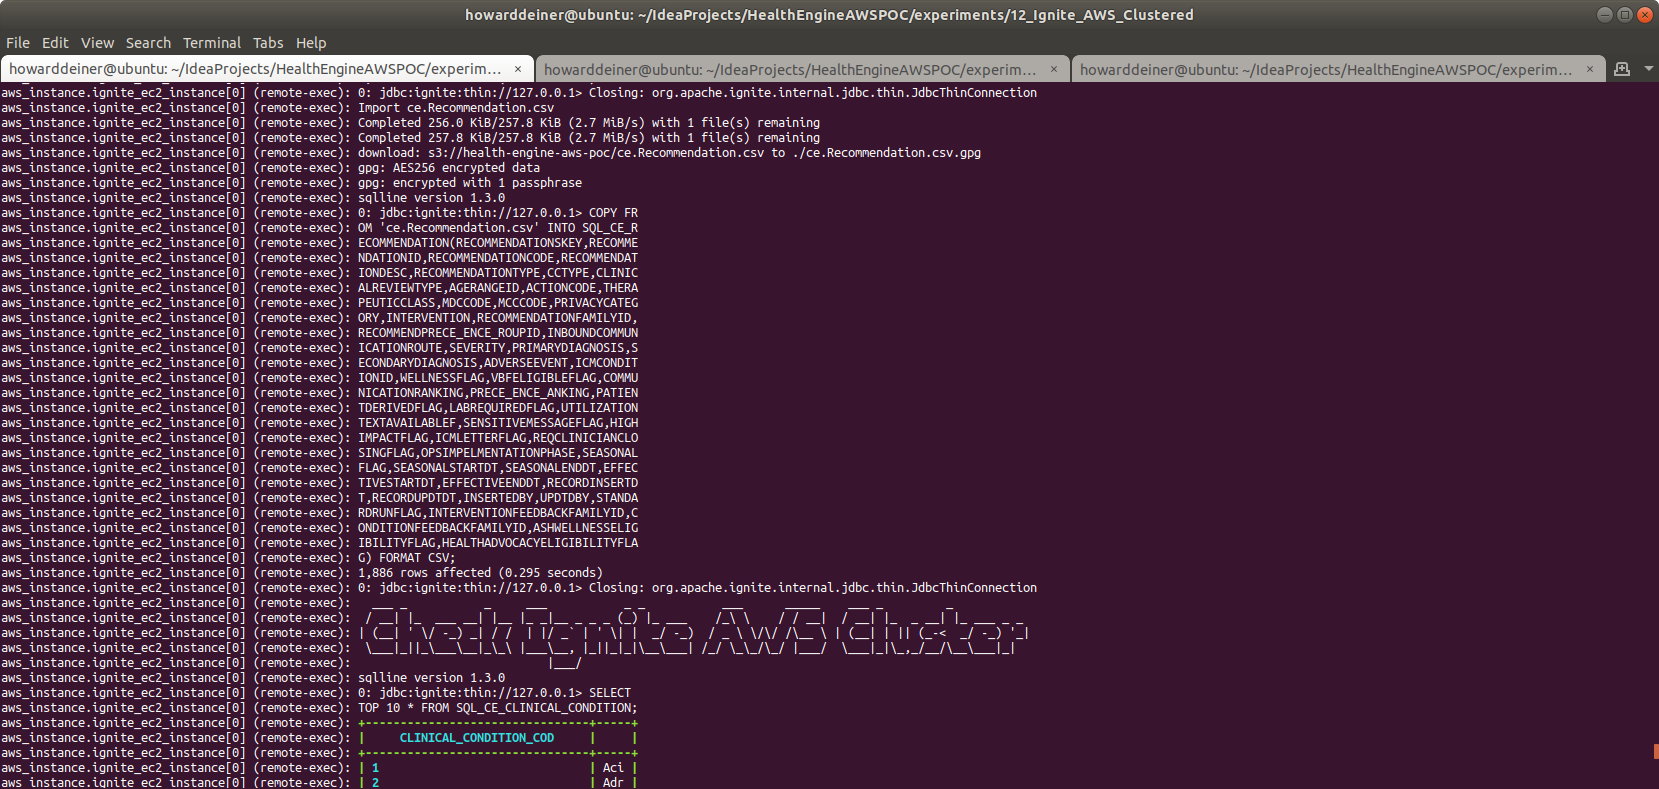 howarddeiner@ubuntu: ~/IdeaProjects/HealthEngineAWSPOC/experiments/12_Ignite_AWS_Clustered
File Edit View Search Terminal Tabs Help
howarddeiner@ubuntu: ~/IdeaProjects/HealthEngineAWSPOC/experim... × howarddeiner@ubuntu: ~/IdeaProjects/HealthEngineAWSPOC/experim... × howarddeiner@ubuntu: ~/IdeaProjects/HealthEngineAWSPOC/experim... ×
aws_instance.ignite_ec2_instance[0] (remote-exec): 0: jdbc:ignite:thin://127.0.0.1> Closing: org.apache.ignite.internal.jdbc.thin.JdbcThinConnection
aws_instance.ignite_ec2_instance[0] (remote-exec): Import ce.Recommendation.csv
aws_instance.ignite_ec2_instance[0] (remote-exec): Completed 256.0 KiB/257.8 KiB (2.7 MiB/s) with 1 file(s) remaining
aws_instance.ignite_ec2_instance[0] (remote-exec): Completed 257.8 KiB/257.8 KiB (2.7 MiB/s) with 1 file(s) remaining
aws_instance.ignite_ec2_instance[0] (remote-exec): download: s3://health-engine-aws-poc/ce.Recommendation.csv to ./ce.Recommendation.csv.gpg
aws_instance.ignite_ec2_instance[0] (remote-exec): gpg: AES256 encrypted data
aws_instance.ignite_ec2_instance[0] (remote-exec): gpg: encrypted with 1 passphrase
aws_instance.ignite_ec2_instance[0] (remote-exec): sqlline version 1.3.0
aws_instance.ignite_ec2_instance[0] (remote-exec): 0: jdbc:ignite:thin://127.0.0.1> COPY FR
aws_instance.ignite_ec2_instance[0] (remote-exec): OM 'ce.Recommendation.csv' INTO SQL_CE_R
aws_instance.ignite_ec2_instance[0] (remote-exec): ECOMMENDATION(RECOMMENDATIONSKEY,RECOMME
aws_instance.ignite_ec2_instance[0] (remote-exec): NDATIONID,RECOMMENDATIONCODE,RECOMMENDAT
aws_instance.ignite_ec2_instance[0] (remote-exec): IONDESC,RECOMMENDATIONTYPE,CCTYPE,CLINIC
aws_instance.ignite_ec2_instance[0] (remote-exec): ALREVIEWTYPE,AGERANGEID,ACTIONCODE,THERA
aws_instance.ignite_ec2_instance[0] (remote-exec): PEUTICCLASS,MDCCODE,MCCCODE,PRIVACYCATEG
aws_instance.ignite_ec2_instance[0] (remote-exec): ORY,INTERVENTION,RECOMMENDATIONFAMILYID,
aws_instance.ignite_ec2_instance[0] (remote-exec): RECOMMENDPRECE_ENCE_ROUPID,INBOUNDCOMMUN
aws_instance.ignite_ec2_instance[0] (remote-exec): ICATIONROUTE,SEVERITY,PRIMARYDIAGNOSIS,S
aws_instance.ignite_ec2_instance[0] (remote-exec): ECONDARYDIAGNOSIS,ADVERSEEVENT,ICMCONDIT
aws_instance.ignite_ec2_instance[0] (remote-exec): IONID,WELLNESSFLAG,VBFELIGIBLEFLAG,COMMU
aws_instance.ignite_ec2_instance[0] (remote-exec): NICATIONRANKING,PRECE_ENCE_ANKING,PATIEN
aws_instance.ignite_ec2_instance[0] (remote-exec): TDERIVEDFLAG,LABREQUIREDFLAG,UTILIZATION
aws_instance.ignite_ec2_instance[0] (remote-exec): TEXTAVAILABLEF,SENSITIVEMESSAGEFLAG,HIGH
aws_instance.ignite_ec2_instance[0] (remote-exec): IMPACTFLAG,ICMLETTERFLAG,REQCLINICIANCLO
aws_instance.ignite_ec2_instance[0] (remote-exec): SINGFLAG,OPSIMPELMENTATIONPHASE,SEASONAL
aws_instance.ignite_ec2_instance[0] (remote-exec): FLAG,SEASONALSTARTDT,SEASONALENDDT,EFFEC
aws_instance.ignite_ec2_instance[0] (remote-exec): TIVESTARTDT,EFFECTIVEENDDT,RECORDINSERTD
aws_instance.ignite_ec2_instance[0] (remote-exec): T,RECORDUPDTDT,INSERTEDBY,UPDTDBY,STANDA
aws_instance.ignite_ec2_instance[0] (remote-exec): RDRUNFLAG,INTERVENTIONFEEDBACKFAMILYID,C
aws_instance.ignite_ec2_instance[0] (remote-exec): ONDITIONFEEDBACKFAMILYID,ASHWELLNESSELIG
aws_instance.ignite_ec2_instance[0] (remote-exec): IBILITYFLAG,HEALTHADVOCACYELIGIBILITYFLA
aws_instance.ignite_ec2_instance[0] (remote-exec): G) FORMAT CSV;
aws_instance.ignite_ec2_instance[0] (remote-exec): 1,886 rows affected (0.295 seconds)
aws_instance.ignite_ec2_instance[0] (remote-exec): 0: jdbc:ignite:thin://127.0.0.1> Closing: org.apache.ignite.internal.jdbc.thin.JdbcThinConnection
aws_instance.ignite_ec2_instance[0] (remote-exec):
aws_instance.ignite_ec2_instance[0] (remote-exec):
aws_instance.ignite_ec2_instance[0] (remote-exec): Check Ignite AWS Cluster
aws_instance.ignite_ec2_instance[0] (remote-exec):
aws_instance.ignite_ec2_instance[0] (remote-exec):
aws_instance.ignite_ec2_instance[0] (remote-exec): sqlline version 1.3.0
aws_instance.ignite_ec2_instance[0] (remote-exec): 0: jdbc:ignite:thin://127.0.0.1> SELECT
aws_instance.ignite_ec2_instance[0] (remote-exec): TOP 10 * FROM SQL_CE_CLINICAL_CONDITION;
aws_instance.ignite_ec2_instance[0] (remote-exec): +--------------------------------+-----+
aws_instance.ignite_ec2_instance[0] (remote-exec): | CLINICAL_CONDITION_COD | |
aws_instance.ignite_ec2_instance[0] (remote-exec): +--------------------------------+-----+
aws_instance.ignite_ec2_instance[0] (remote-exec): | 1 | Aci |
aws_instance.ignite_ec2_instance[0] (remote-exec): | 2 | Adr |